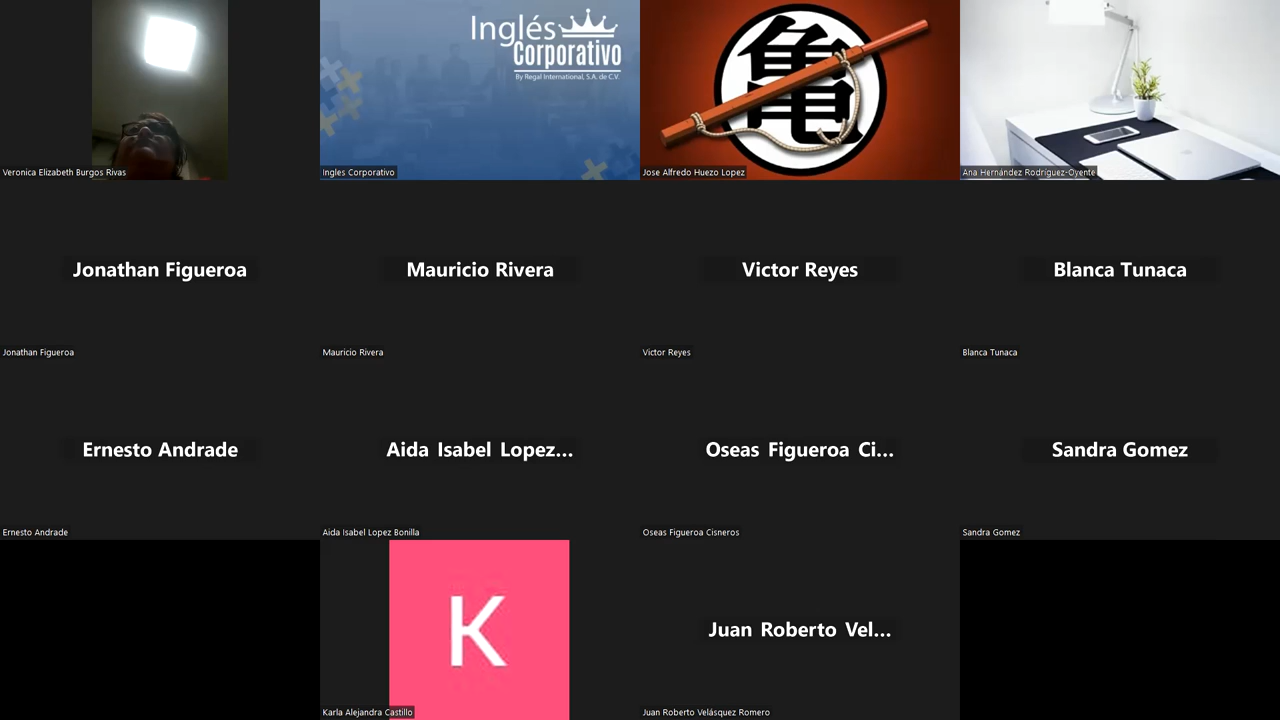 Inglés
Corporativo
By Regal International, S.A. de C.V.
亀
Veronica Elizabeth Burgos Rivas
Ingles Corporativo
Jose Alfredo Huezo Lopez
Ana Hernández Rodríguez-Oyente
Jonathan Figueroa
Mauricio Rivera
Victor Reyes
Blanca Tunaca
Jonathan Figueroa
Mauricio Rivera
Victor Reyes
Blanca Tunaca
Ernesto Andrade
Aida Isabel Lopez...
Oseas Figueroa Ci...
Sandra Gomez
Ernesto Andrade
Aida Isabel Lopez Bonilla
Oseas Figueroa Cisneros
Sandra Gomez
K
Juan Roberto Vel...
Karla Alejandra Castillo
Juan Roberto Velásquez Romero